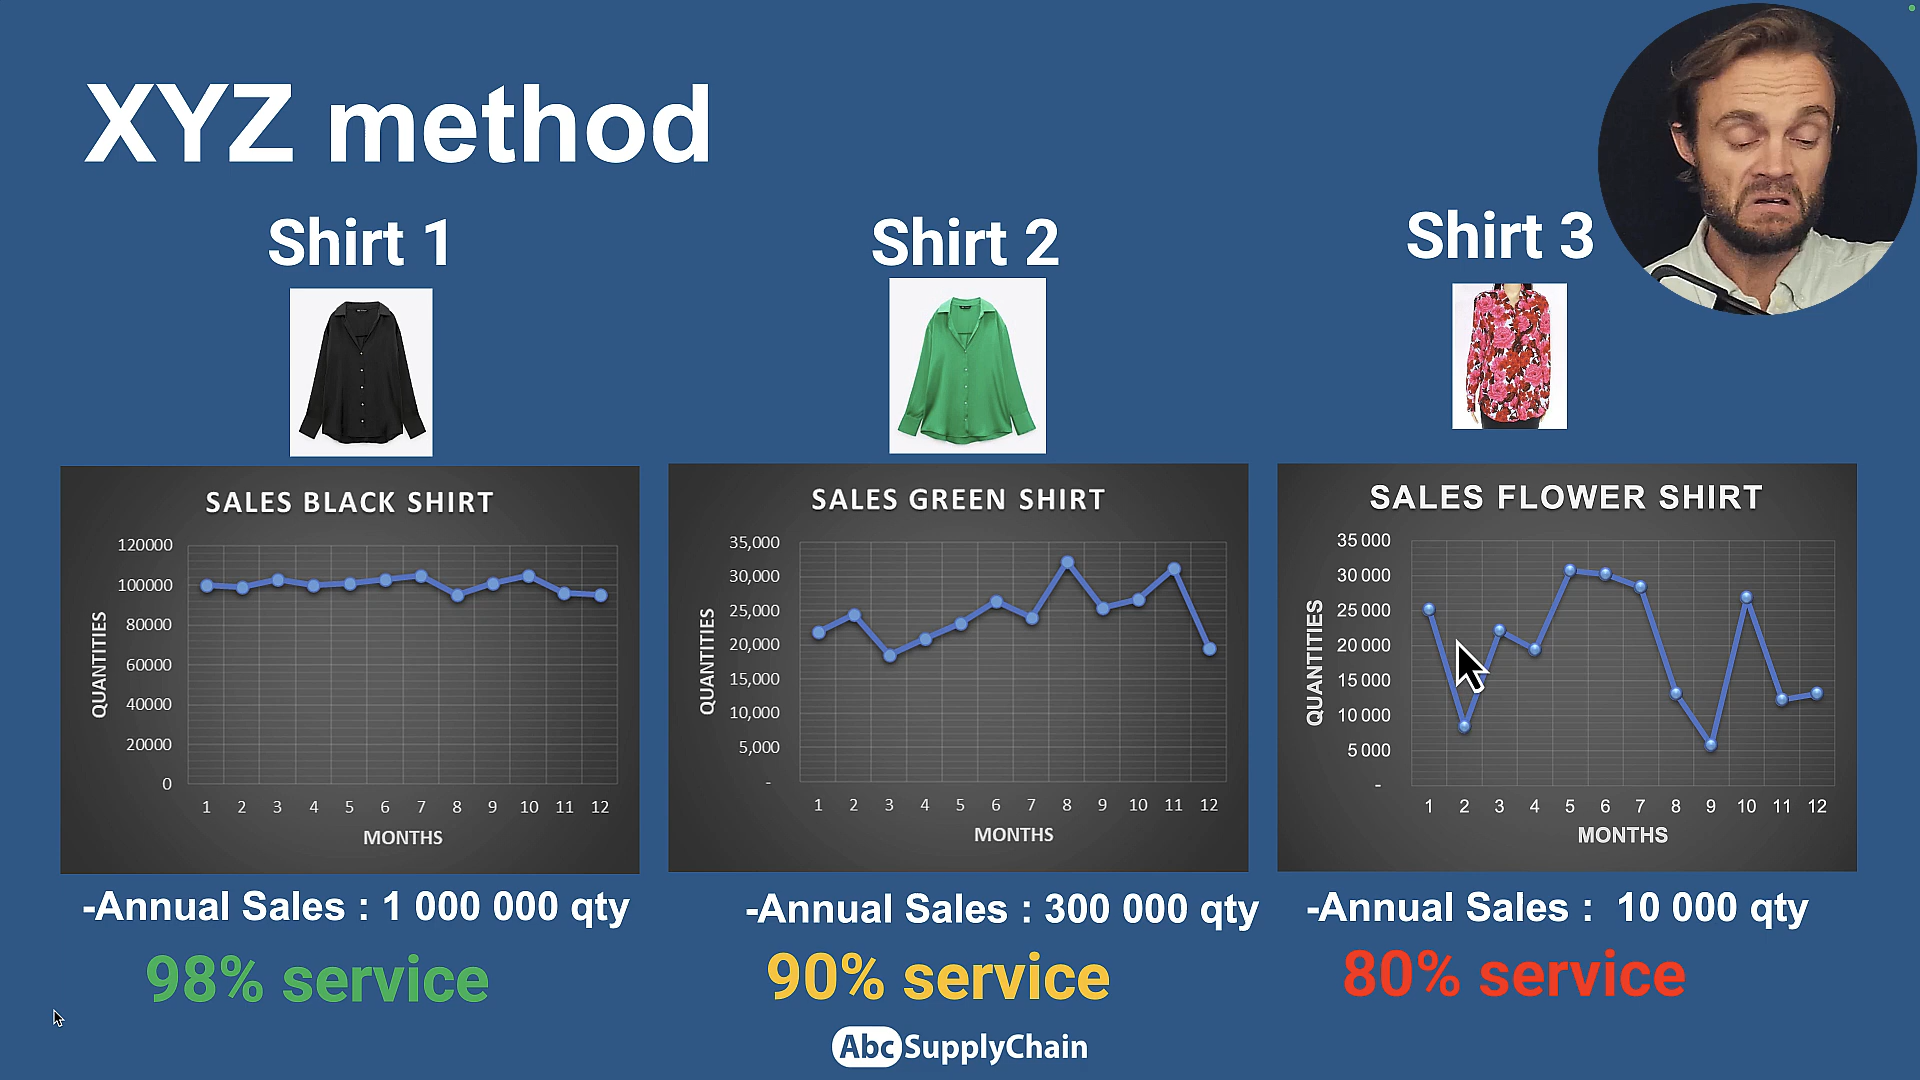 XYZ method
Shirt 1
Shirt 2
Shirt 3
SALES BLACK SHIRT
120000
100000
80000
60000
40000
20000
0
QUANTITIES
1 2 3 4 5 6 7 8 9 10 11 12
MONTHS
SALES GREEN SHIRT
35,000
30,000
25,000
20,000
15,000
10,000
5,000
-
QUANTITIES
1 2 3 4 5 6 7 8 9 10 11 12
MONTHS
SALES FLOWER SHIRT
35 000
30 000
25 000
20 000
15 000
10 000
5 000
-
QUANTITIES
1 2 3 4 5 6 7 8 9 10 11 12
MONTHS
-Annual Sales : 1 000 000 qty
-Annual Sales : 300 000 qty
-Annual Sales : 10 000 qty
98% service
90% service
80% service
Abc SupplyChain